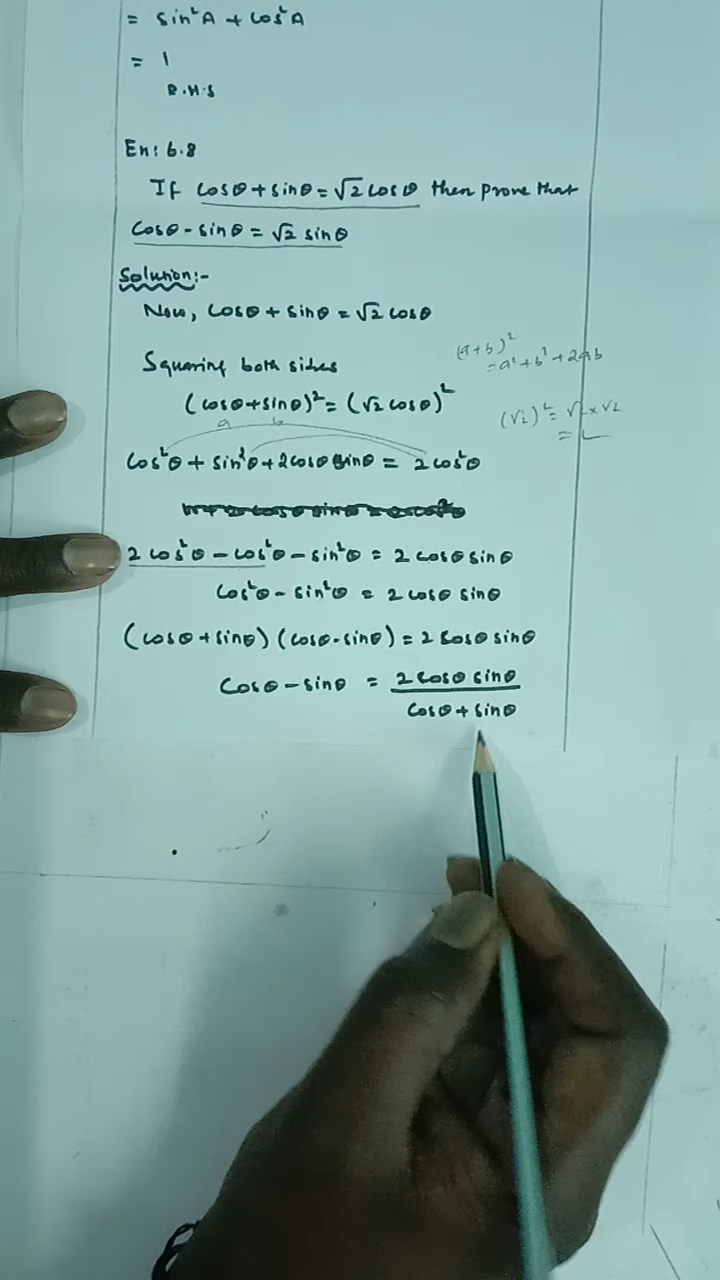 = sin²A + cos²A
= 1
R.H.S
En: 6.8
If cosθ + sinθ = √2 cosθ then prove that
cosθ - sinθ = √2 sinθ
Solution:-
Now, cosθ + sinθ = √2 cosθ
Squaring both sides
(a+b)²
= a² + b² + 2ab
(cosθ + sinθ)² = (√2 cosθ)²
a b
(√2)² = √2 × √2
= 2
cos²θ + sin²θ + 2cosθ sinθ = 2cos²θ
2cos²θ - cos²θ - sin²θ = 2cosθ sinθ
cos²θ - sin²θ = 2cosθ sinθ
(cosθ + sinθ) (cosθ - sinθ) = 2cosθ sinθ
cosθ - sinθ = 2cosθ sinθ
cosθ + sinθ